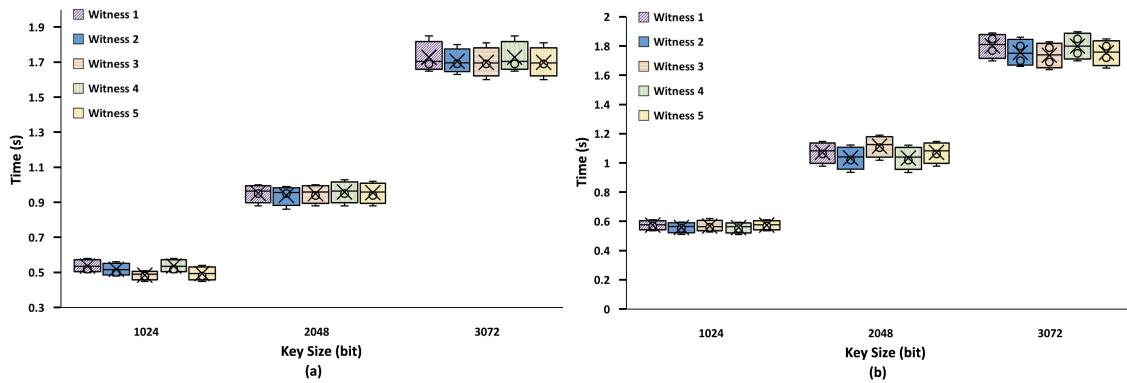 Witness 1
Witness 2
Witness 3
Witness 4
Witness 5
1.9
1.7
1.5
1.3
1.1
0.9
0.7
0.5
0.3
Time (s)
1024
2048
3072
Key Size (bit)
(a)
Witness 1
Witness 2
Witness 3
Witness 4
Witness 5
2
1.8
1.6
1.4
1.2
1
0.8
0.6
0.4
0.2
0
Time (s)
1024
2048
3072
Key Size (bit)
(b)